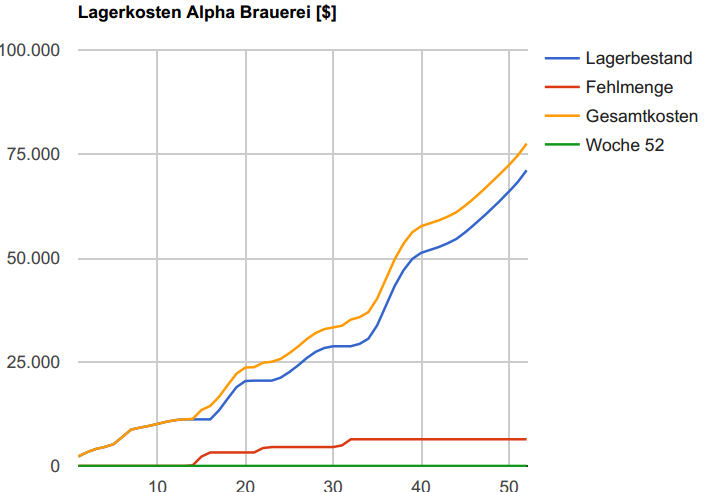 Lagerkosten Alpha Brauerei [$]
100.000
75.000
50.000
25.000
0
10 20 30 40 50
Lagerbestand
Fehlmenge
Gesamtkosten
Woche 52